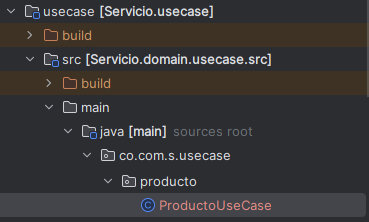 usecase [Servicio.usecase]
build
src [Servicio.domain.usecase.src]
build
main
java [main] sources root
co.com.s.usecase
producto
ProductoUseCase